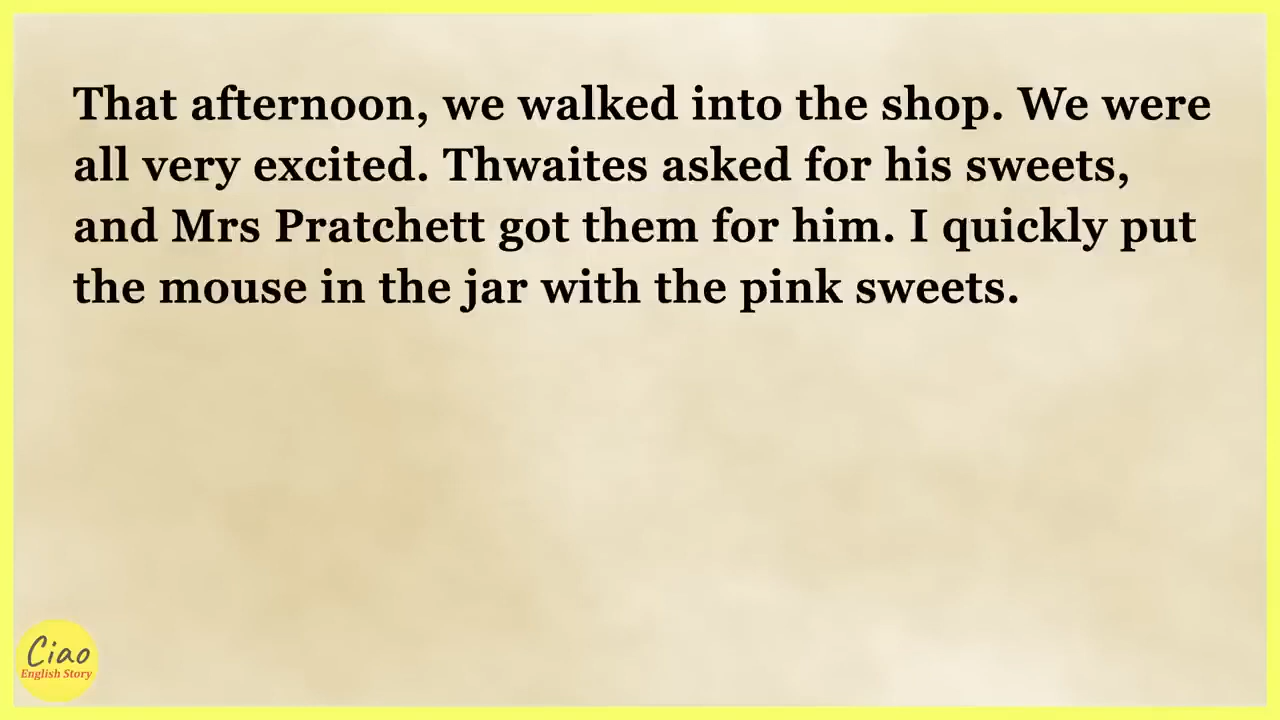 That afternoon, we walked into the shop. We were
all very excited. Thwaites asked for his sweets,
and Mrs Pratchett got them for him. I quickly put
the mouse in the jar with the pink sweets.
Ciao
English Story